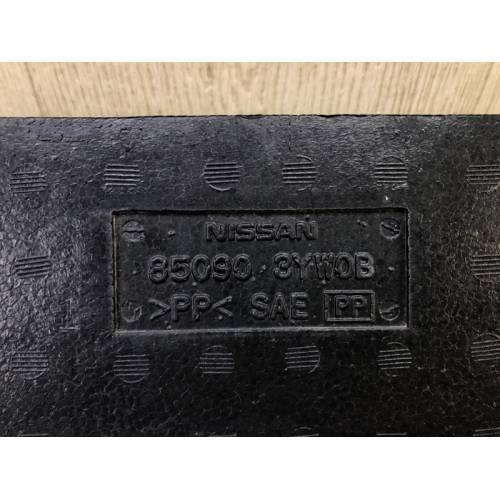 NISSAN
85090 3YW0B
>PP< SAE PP